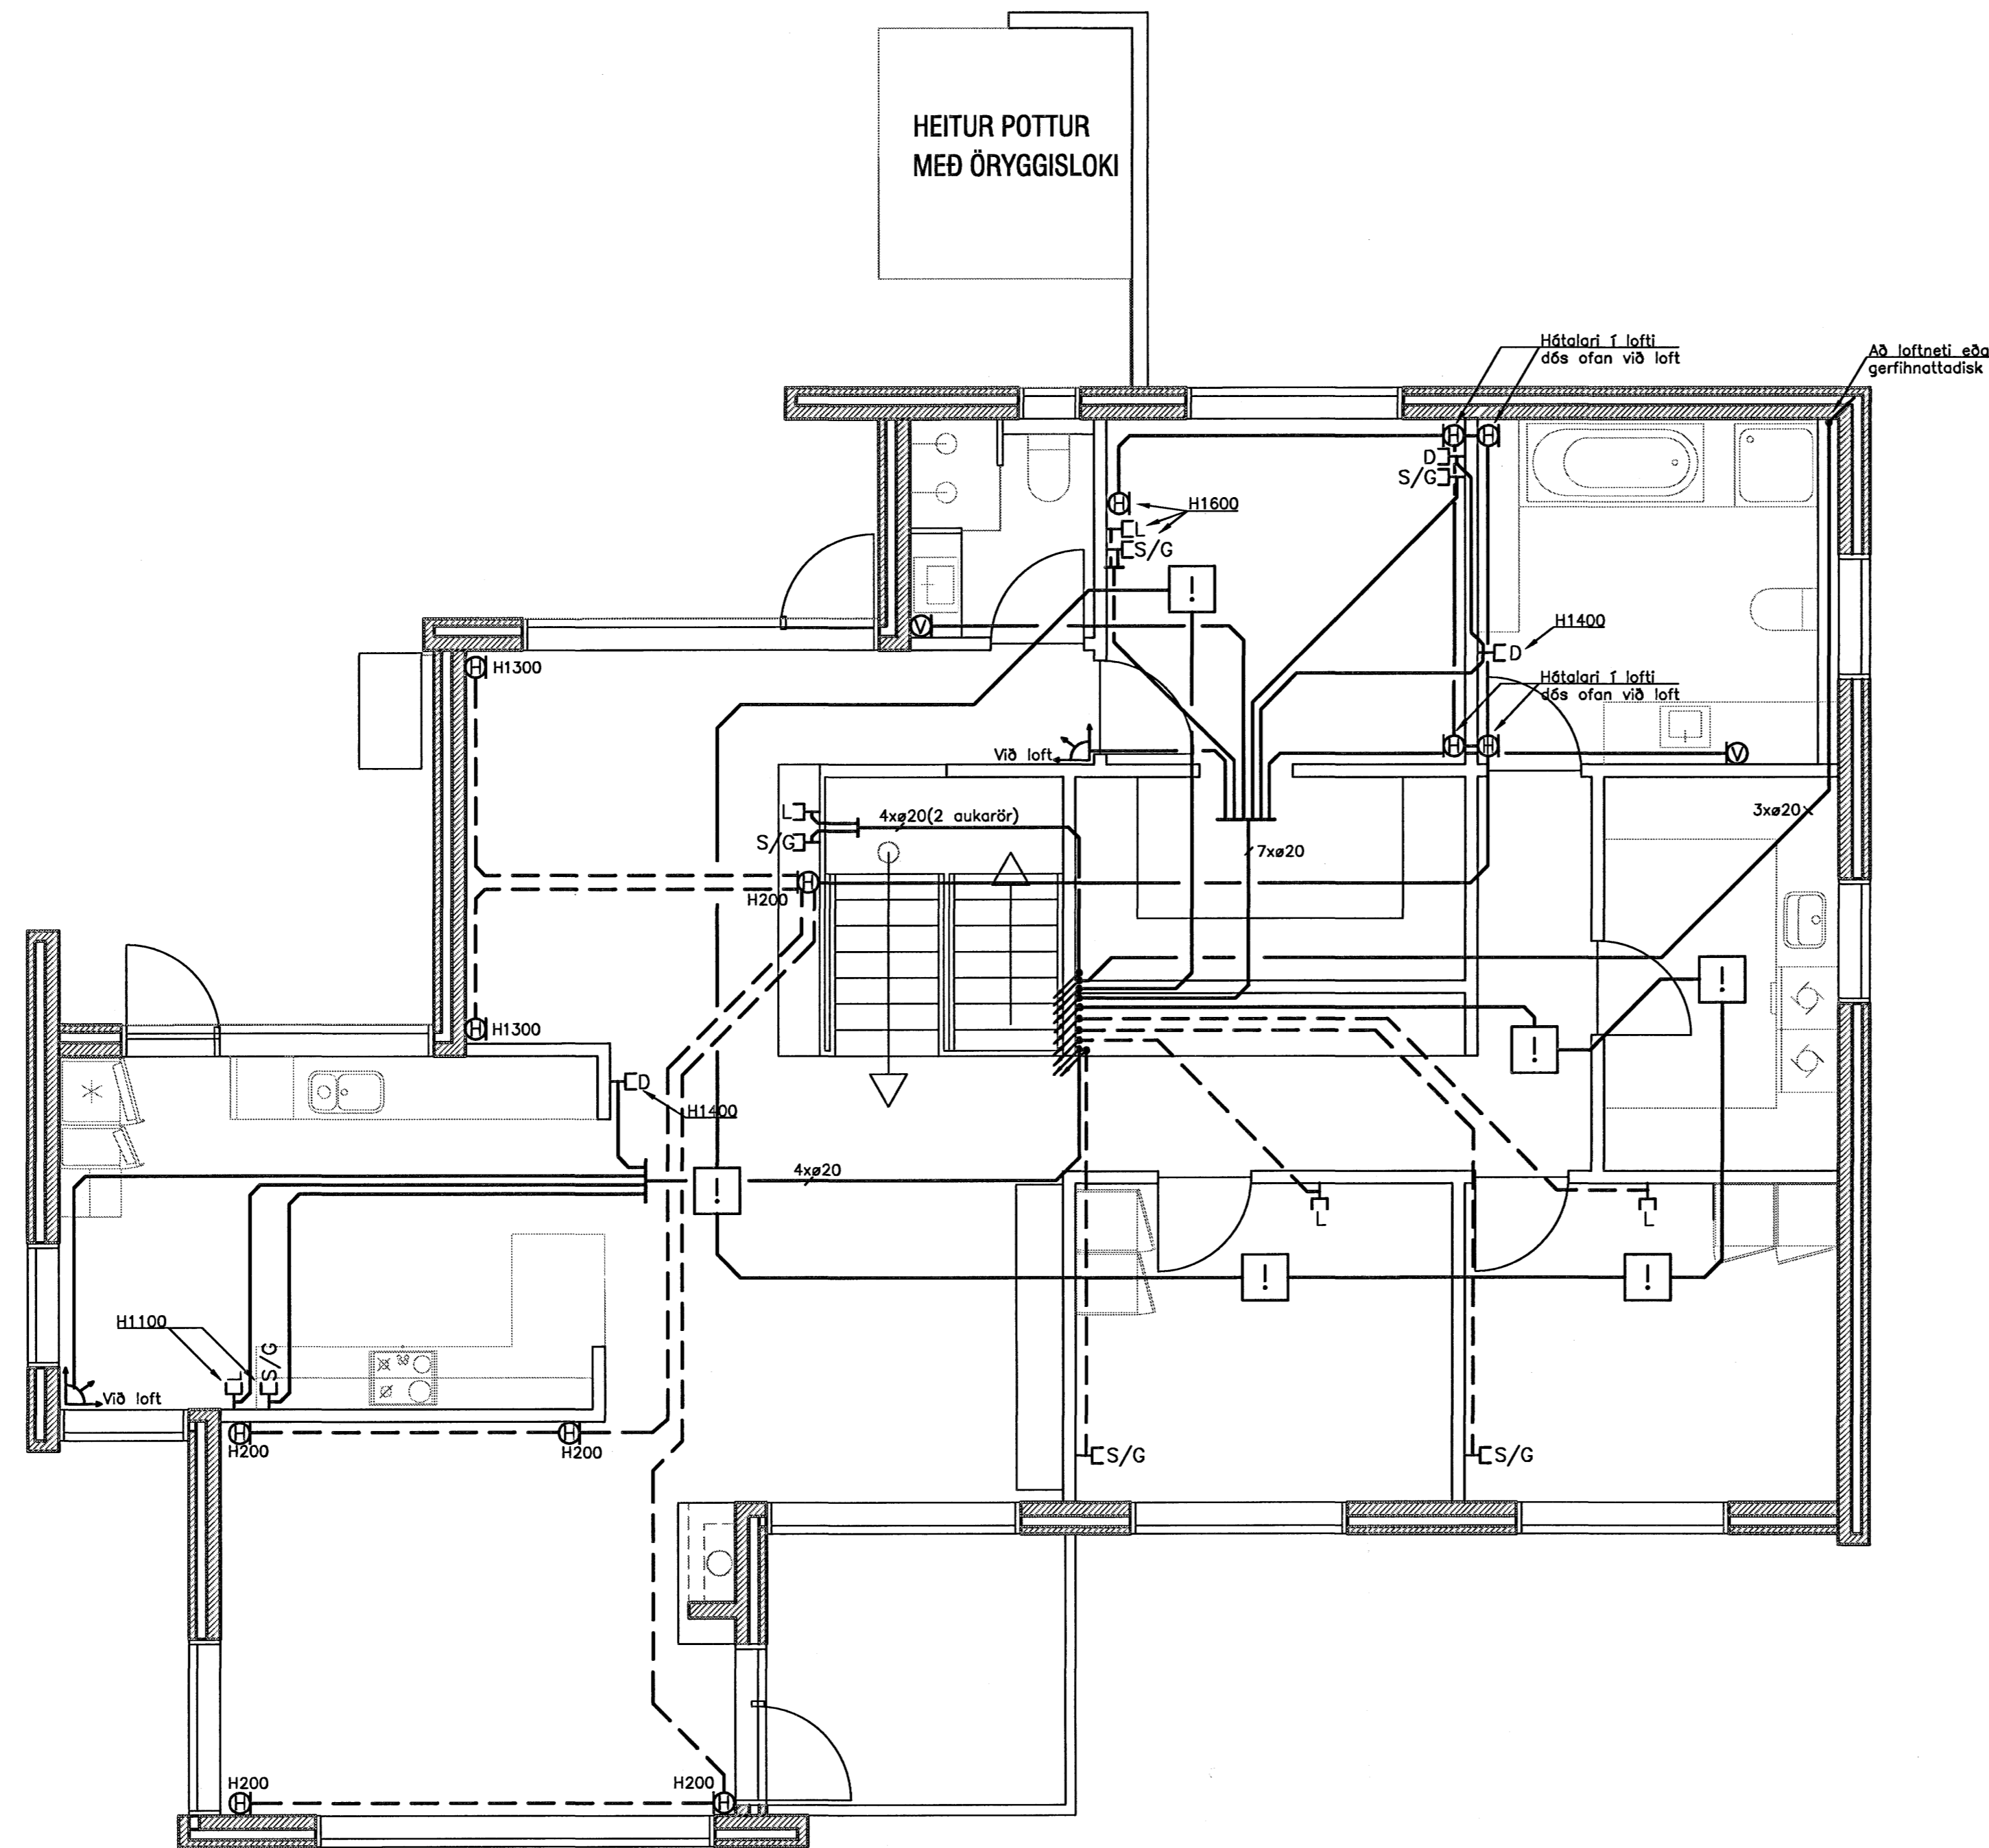 HEITUR POTTUR
MEÐ ÖRYGGISLOKI
Hátalari í lofti
dós ofan við loft
Að loftneti eða
gerfihnattadisk
H
H
D
S/G
H
H1600
L
S/G
!
V
H1300
H
H1400
D
Hátalari í lofti
dós ofan við loft
H
H
V
Við loft
L
4xø20(2 aukarör)
S/G
3xø20
7xø20
H
H200
!
H
H1300
!
D
H1400
!
4xø20
L
L
!
!
H1100
L
S/G
Við loft
H
H200
H
H200
S/G
S/G
H200
H
H200
H